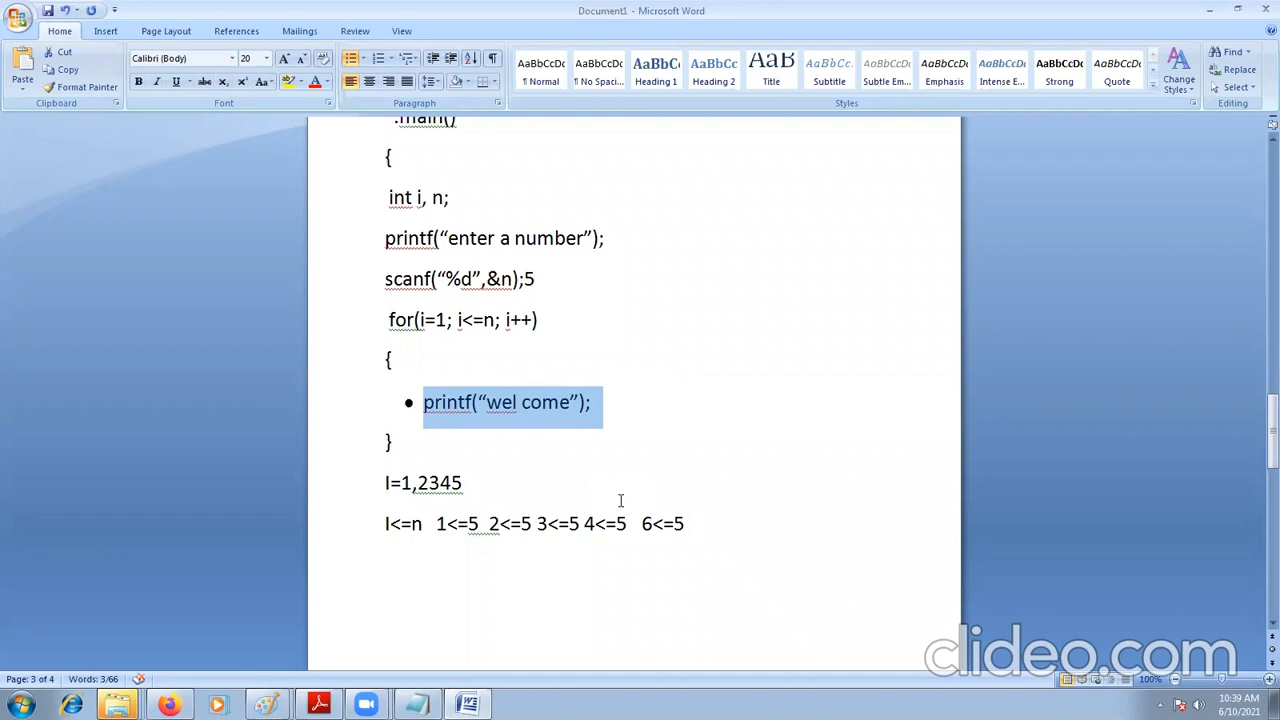 Document1 - Microsoft Word
Home Insert Page Layout References Mailings Review View
Paste Cut Copy Format Painter Clipboard
Calibri (Body) 20 Font
Paragraph
AaBbCcDc AaBbCcDc AaBbC AaBbCc AaB AaBbCc. AaBbCcDc AaBbCcDc AaBbCcDc AaBbCcDc AaBbCcDc
¶ Normal ¶ No Spaci... Heading 1 Heading 2 Title Subtitle Subtle Em... Emphasis Intense E... Strong Quote
Styles
Change Styles
Find Replace Select Editing
.main()
{
int i, n;
printf(“enter a number”);
scanf(“%d”,&n);5
for(i=1; i<=n; i++)
{
• printf(“wel come”);
}
I=1,2345
I<=n 1<=5 2<=5 3<=5 4<=5 6<=5
clideo.com
Page: 3 of 4 Words: 3/66 100%
10:39 AM
6/10/2021